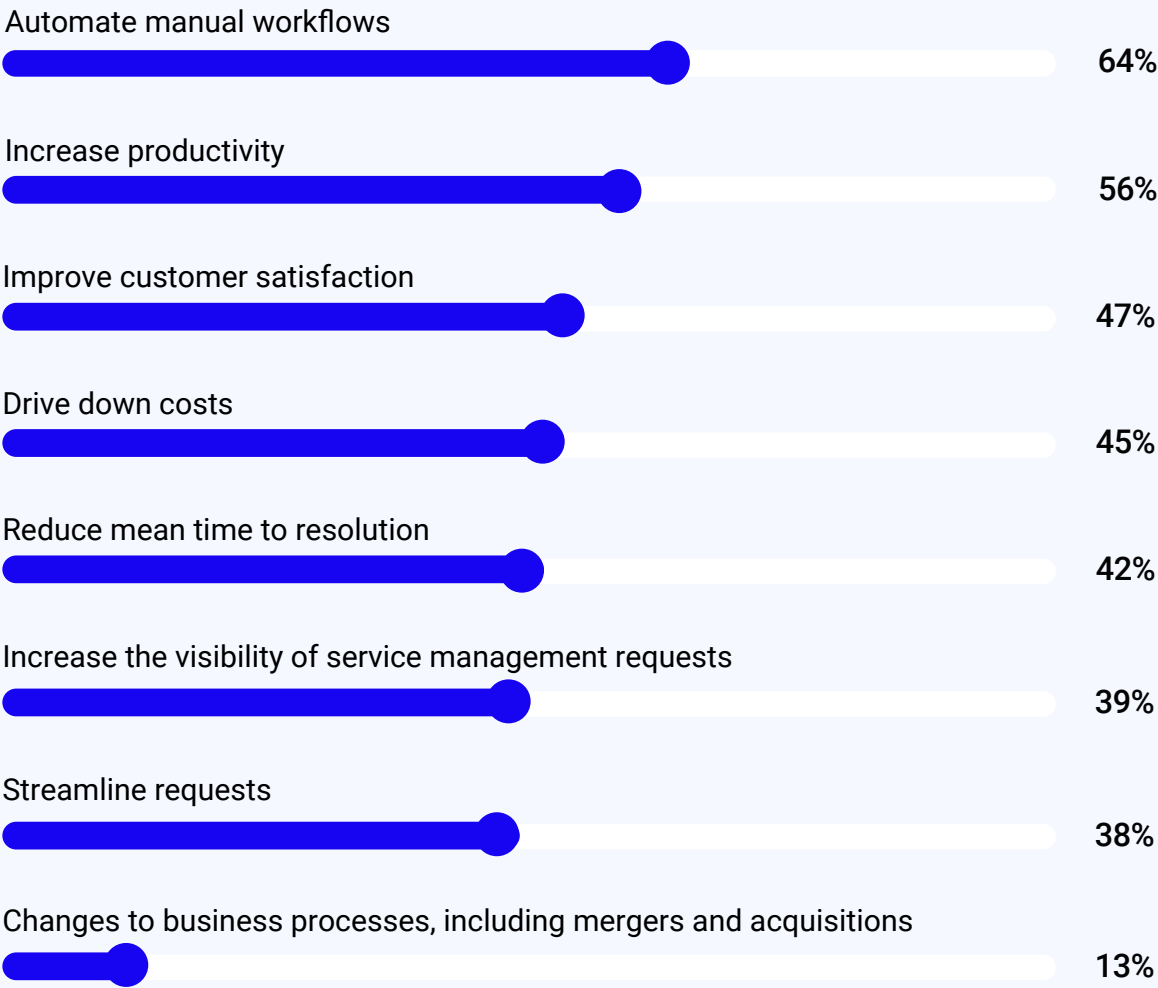 Automate manual workflows
64%
Increase productivity
56%
Improve customer satisfaction
47%
Drive down costs
45%
Reduce mean time to resolution
42%
Increase the visibility of service management requests
39%
Streamline requests
38%
Changes to business processes, including mergers and acquisitions
13%